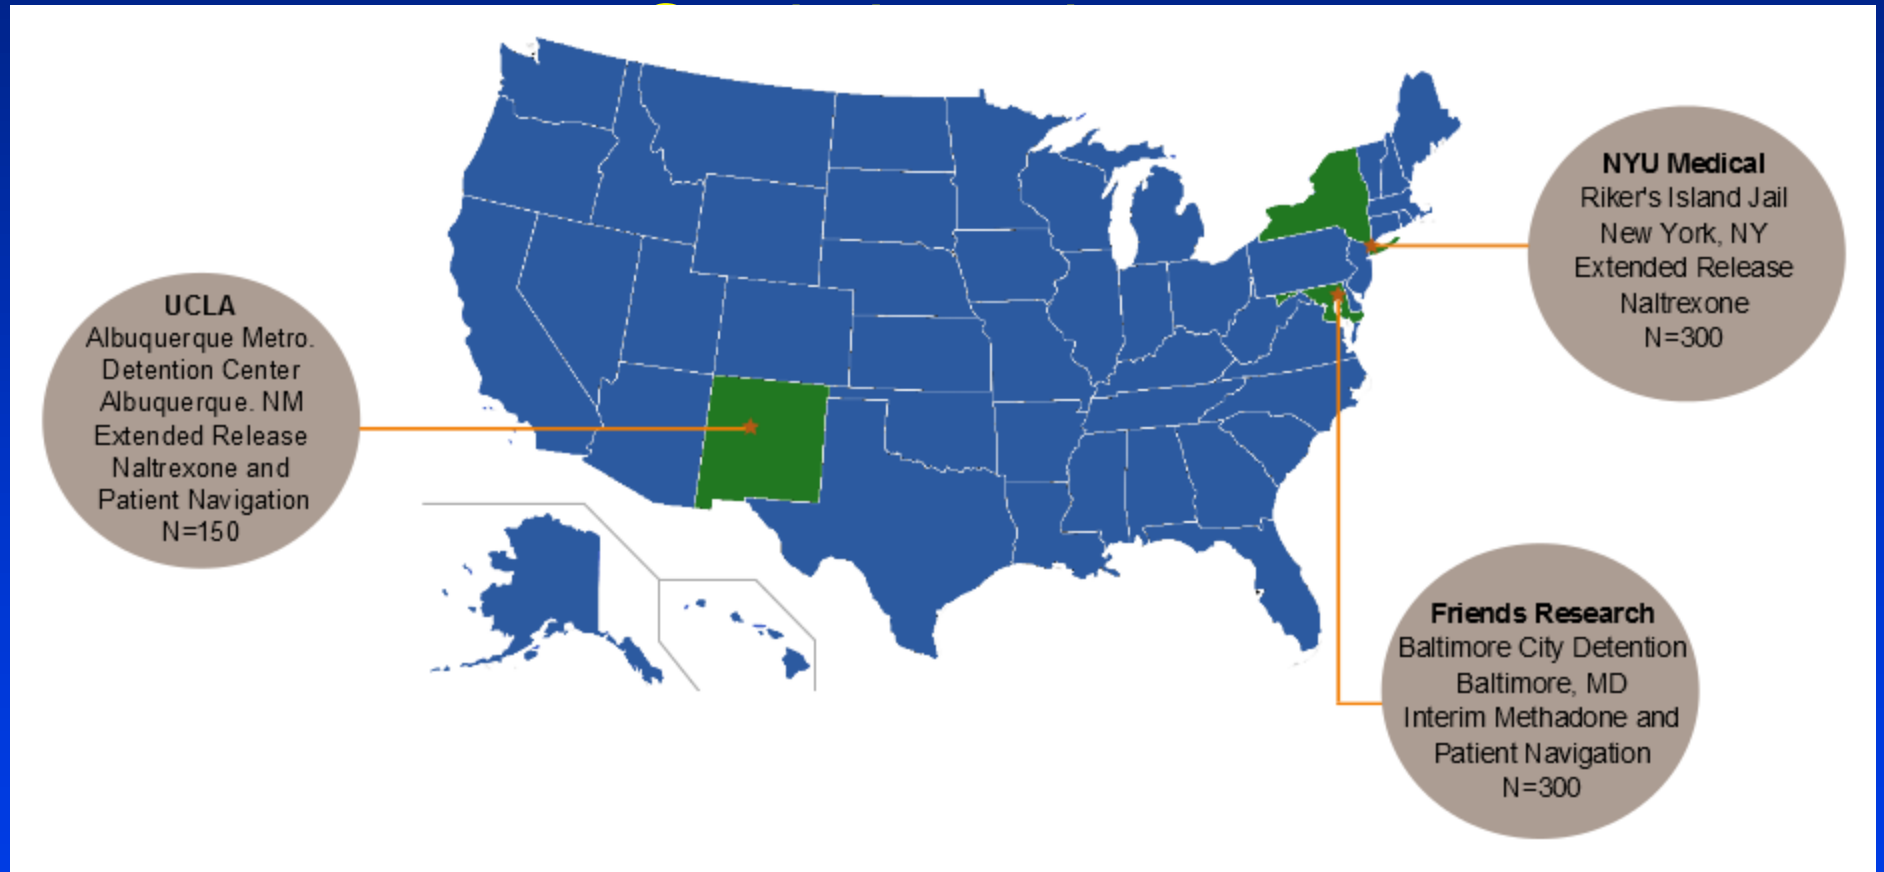 UCLA
Albuquerque Metro.
Detention Center
Albuquerque. NM
Extended Release
Naltrexone and
Patient Navigation
N=150
NYU Medical
Riker's Island Jail
New York, NY
Extended Release
Naltrexone
N=300
Friends Research
Baltimore City Detention
Baltimore, MD
Interim Methadone and
Patient Navigation
N=300